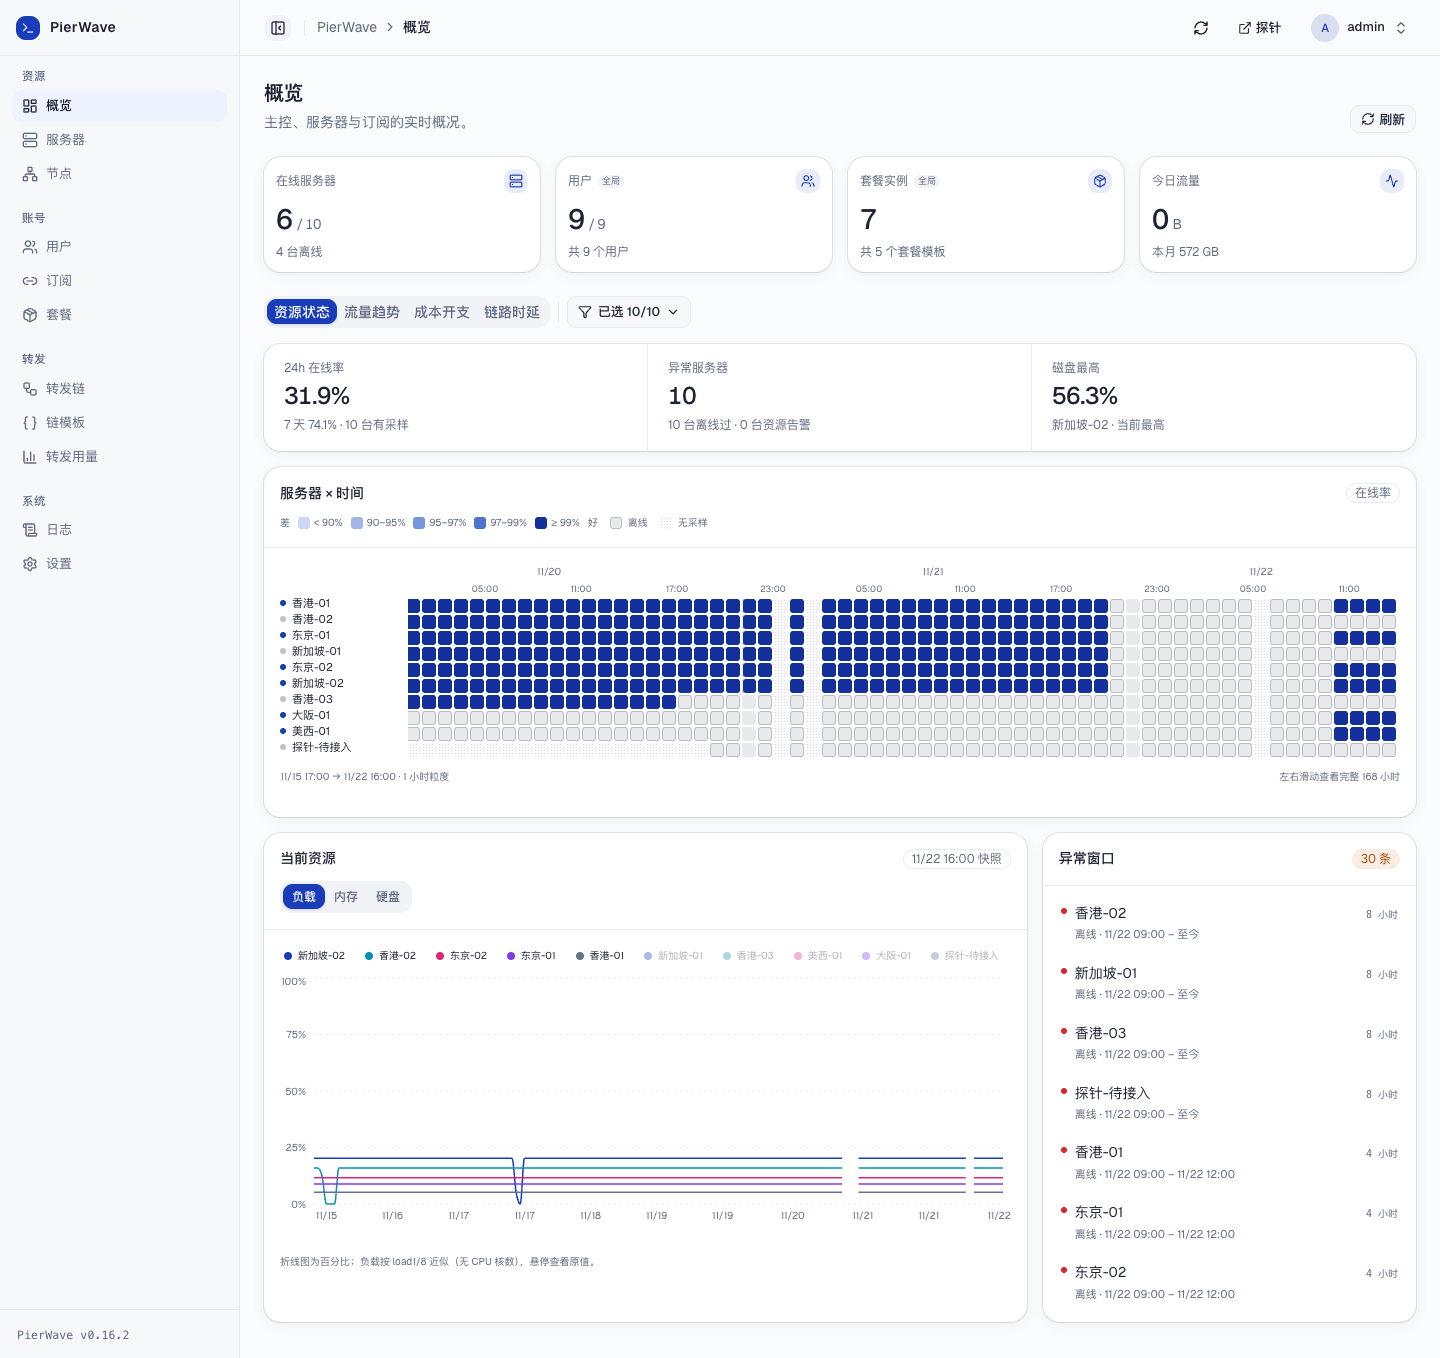 PierWave
PierWave > 概览
探针
A
admin
资源
概览
服务器
节点
账号
用户
订阅
套餐
转发
转发链
链模板
转发用量
系统
日志
设置
PierWave v0.16.2
概览
主控、服务器与订阅的实时概况。
刷新
在线服务器
6 / 10
4 台离线
用户 全局
9 / 9
共 9 个用户
套餐实例 全局
7
共 5 个套餐模板
今日流量
0 B
本月 572 GB
资源状态 流量趋势 成本开支 链路时延 已选 10/10
24h 在线率
31.9%
7 天 74.1% · 10 台有采样
异常服务器
10
10 台离线过 · 0 台资源告警
磁盘最高
56.3%
新加坡-02 · 当前最高
服务器 × 时间
在线率
差 < 90% 90–95% 95–97% 97–99% ≥ 99% 好 离线 无采样
11/20 11/21 11/22
05:00 11:00 17:00 23:00 05:00 11:00 17:00 23:00 05:00 11:00
香港-01
香港-02
东京-01
新加坡-01
东京-02
新加坡-02
香港-03
大阪-01
美西-01
探针-待接入
11/15 17:00 → 11/22 16:00 · 1 小时粒度
左右滑动查看完整 168 小时
当前资源
11/22 16:00 快照
负载 内存 硬盘
新加坡-02 香港-02 东京-02 东京-01 香港-01 新加坡-01 香港-03 美西-01 大阪-01 探针-待接入
100%
75%
50%
25%
0%
11/15 11/16 11/17 11/17 11/18 11/19 11/19 11/20 11/21 11/21 11/22
折线图为百分比；负载按 load1/8 近似（无 CPU 核数），悬停查看原值。
异常窗口
30 条
香港-02
8 小时
离线 · 11/22 09:00 – 至今
新加坡-01
8 小时
离线 · 11/22 09:00 – 至今
香港-03
8 小时
离线 · 11/22 09:00 – 至今
探针-待接入
8 小时
离线 · 11/22 09:00 – 至今
香港-01
4 小时
离线 · 11/22 09:00 – 11/22 12:00
东京-01
4 小时
离线 · 11/22 09:00 – 11/22 12:00
东京-02
4 小时
离线 · 11/22 09:00 – 11/22 12:00